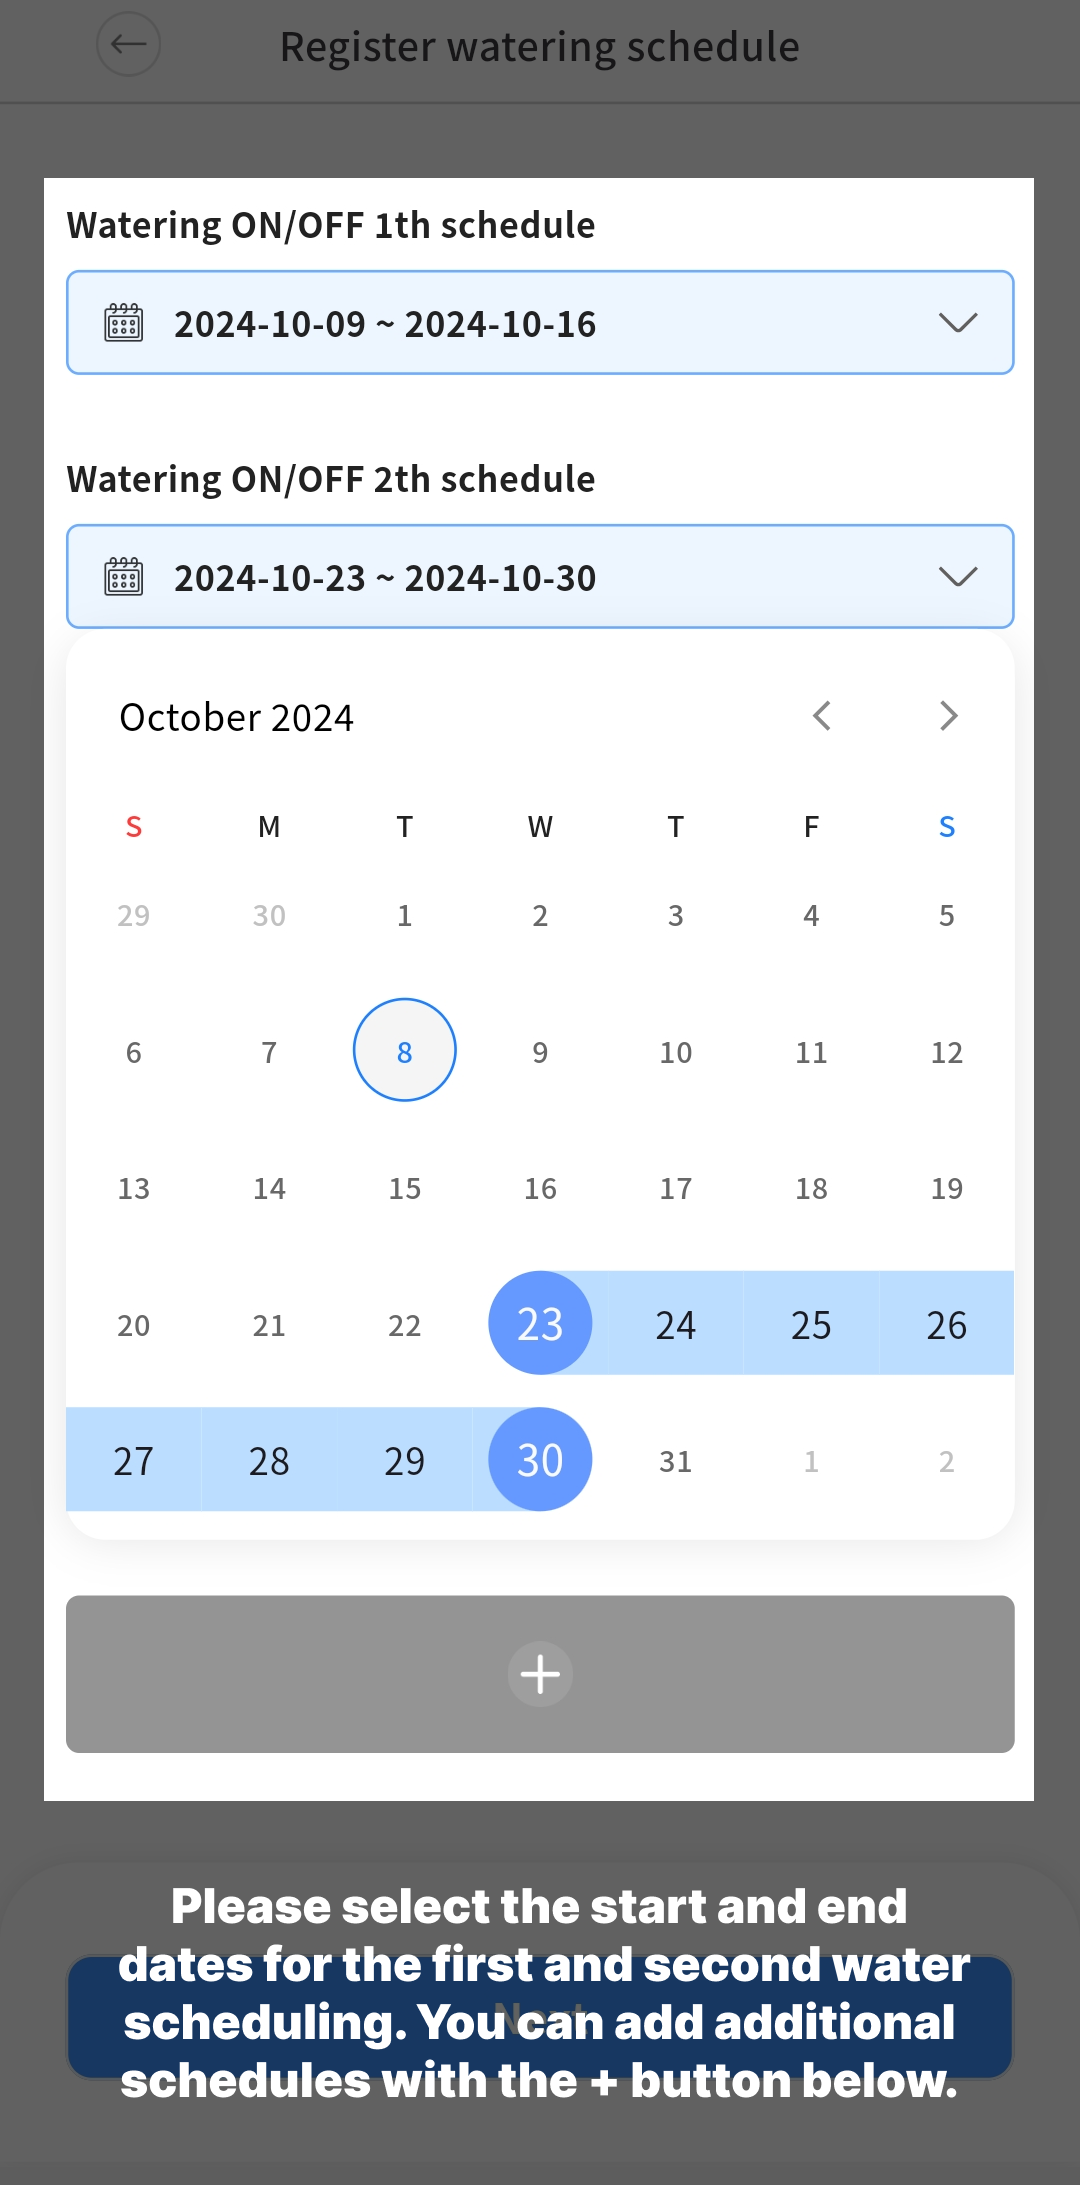 Register watering schedule
Watering ON/OFF 1th schedule
2024-10-09 ~ 2024-10-16
Watering ON/OFF 2th schedule
2024-10-23 ~ 2024-10-30
October 2024
S M T W T F S
29 30 1 2 3 4 5
6 7 8 9 10 11 12
13 14 15 16 17 18 19
20 21 22 23 24 25 26
27 28 29 30 31 1 2
Please select the start and end
dates for the first and second water
scheduling. You can add additional
schedules with the + button below.
Next